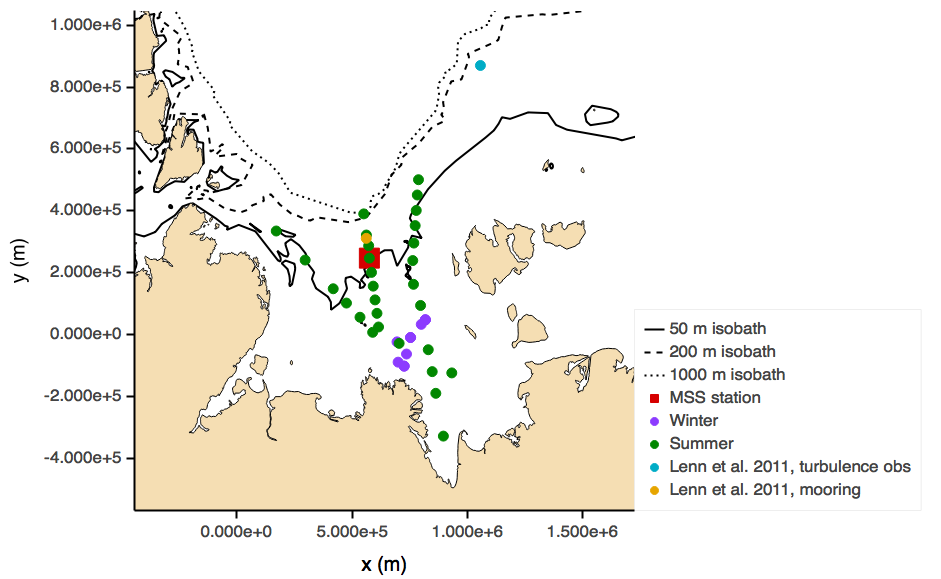 1.000e+6
8.000e+5
6.000e+5
4.000e+5
2.000e+5
0.000e+0
-2.000e+5
-4.000e+5
y (m)
0.000e+0 5.000e+5 1.000e+6 1.500e+6
x (m)
50 m isobath
200 m isobath
1000 m isobath
MSS station
Winter
Summer
Lenn et al. 2011, turbulence obs
Lenn et al. 2011, mooring